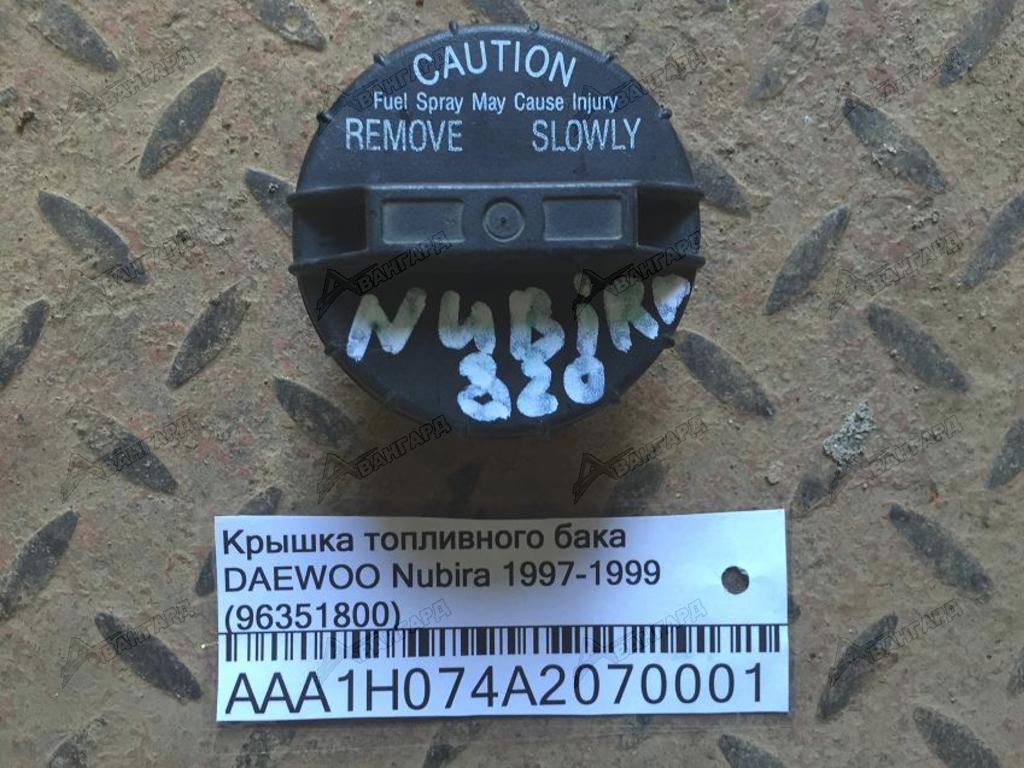 CAUTION
Fuel Spray May Cause Injury
REMOVE SLOWLY
NUBiRA
820
Крышка топливного бака
DAEWOO Nubira 1997-1999
(96351800)
AAA1H074A2070001
АВАНГАРД